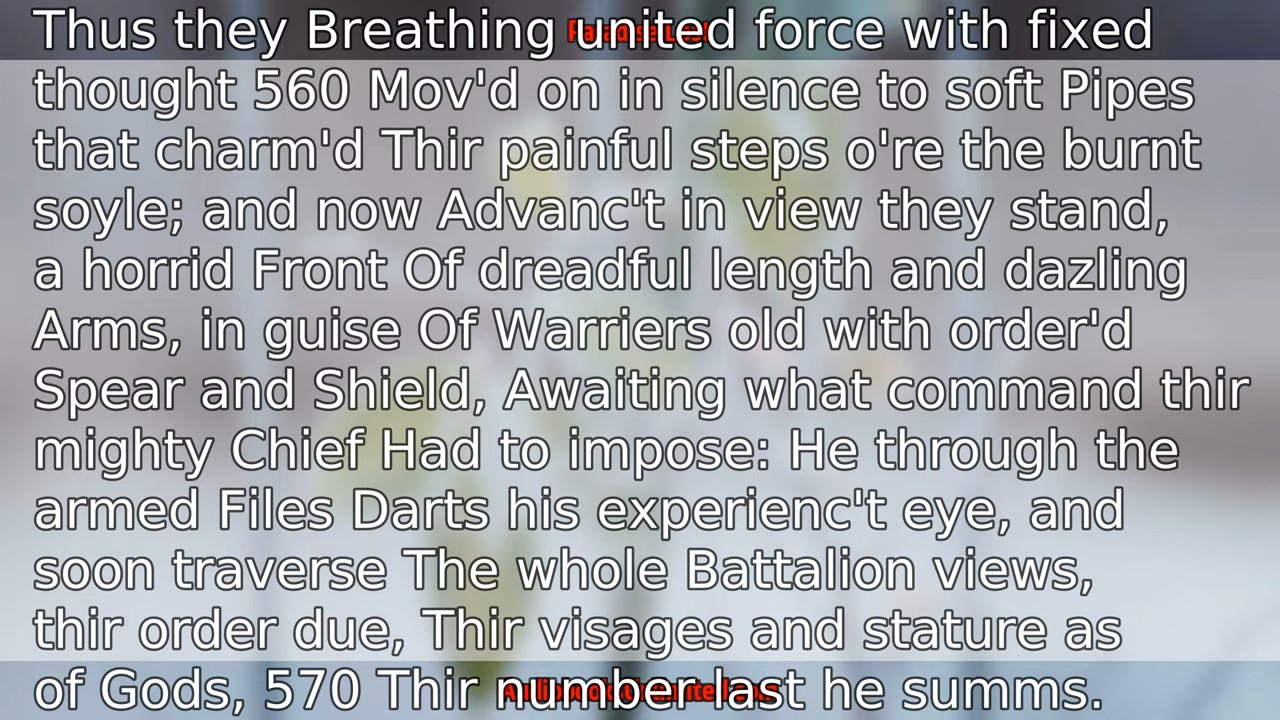 Paradise Lost
Thus they Breathing united force with fixed
thought 560 Mov'd on in silence to soft Pipes
that charm'd Thir painful steps o're the burnt
soyle; and now Advanc't in view they stand,
a horrid Front Of dreadful length and dazling
Arms, in guise Of Warriers old with order'd
Spear and Shield, Awaiting what command thir
mighty Chief Had to impose: He through the
armed Files Darts his experienc't eye, and
soon traverse The whole Battalion views,
thir order due, Thir visages and stature as
of Gods, 570 Thir number last he summs.